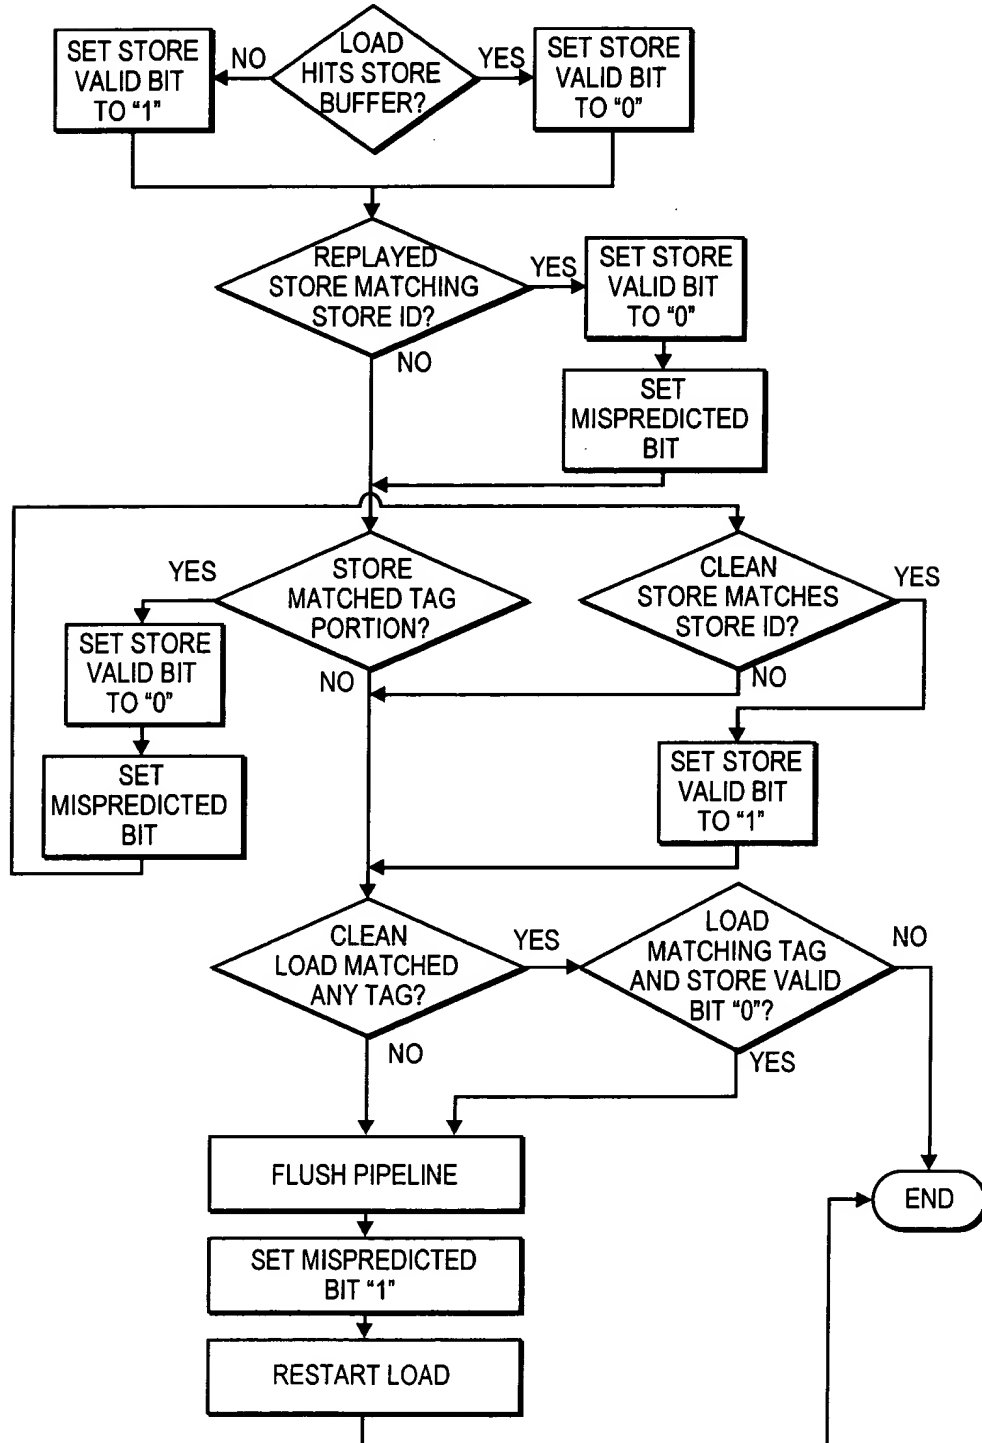 SET STORE
VALID BIT
TO "1"
NO
LOAD
HITS STORE
BUFFER?
YES
SET STORE
VALID BIT
TO "0"
REPLAYED
STORE MATCHING
STORE ID?
YES
NO
SET STORE
VALID BIT
TO "0"
SET
MISPREDICTED
BIT
YES
STORE
MATCHED TAG
PORTION?
NO
CLEAN
STORE MATCHES
STORE ID?
YES
NO
SET STORE
VALID BIT
TO "0"
SET
MISPREDICTED
BIT
SET STORE
VALID BIT
TO "1"
CLEAN
LOAD MATCHED
ANY TAG?
YES
NO
LOAD
MATCHING TAG
AND STORE VALID
BIT "0"?
NO
YES
FLUSH PIPELINE
END
SET MISPREDICTED
BIT "1"
RESTART LOAD